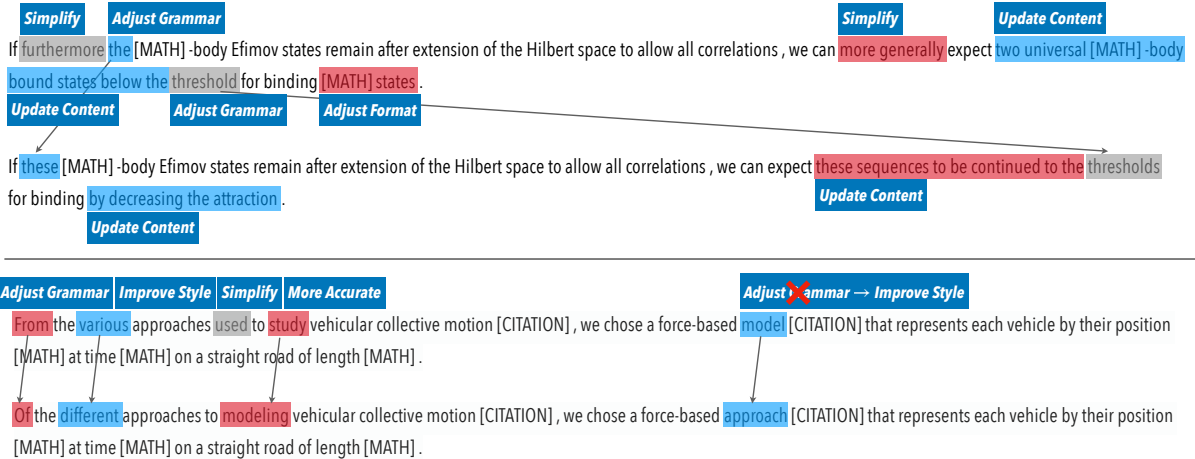 Simplify Adjust Grammar Simplify Update Content
If furthermore the [MATH] -body Efimov states remain after extension of the Hilbert space to allow all correlations , we can more generally expect two universal [MATH] -body
bound states below the threshold for binding [MATH] states .
Update Content Adjust Grammar Adjust Format
If these [MATH] -body Efimov states remain after extension of the Hilbert space to allow all correlations , we can expect these sequences to be continued to the thresholds
for binding by decreasing the attraction .
Update Content
Update Content
Adjust Grammar Improve Style Simplify More Accurate Adjust Grammar → Improve Style
From the various approaches used to study vehicular collective motion [CITATION] , we chose a force-based model [CITATION] that represents each vehicle by their position
[MATH] at time [MATH] on a straight road of length [MATH] .
Of the different approaches to modeling vehicular collective motion [CITATION] , we chose a force-based approach [CITATION] that represents each vehicle by their position
[MATH] at time [MATH] on a straight road of length [MATH] .